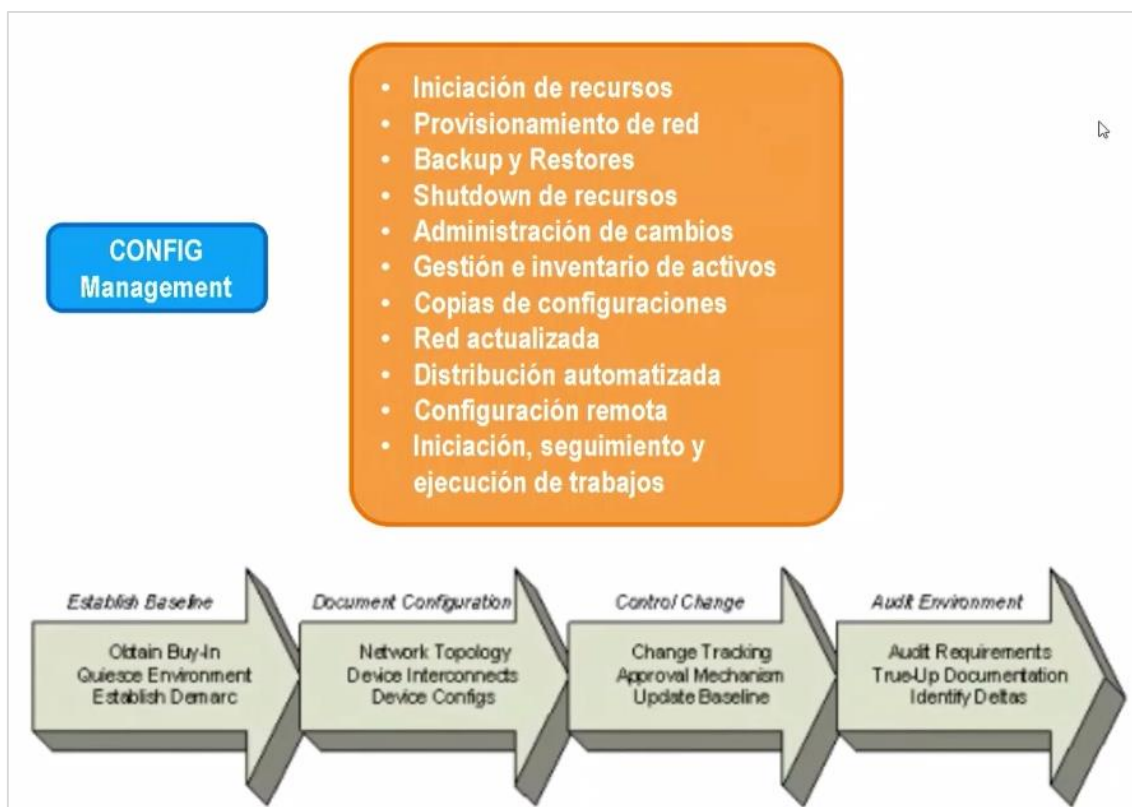 • Iniciación de recursos
• Provisionamiento de red
• Backup y Restores
• Shutdown de recursos
• Administración de cambios
• Gestión e inventario de activos
• Copias de configuraciones
• Red actualizada
• Distribución automatizada
• Configuración remota
• Iniciación, seguimiento y
ejecución de trabajos
CONFIG
Management
Establish Baseline
Obtain Buy-In
Quiesce Environment
Establish Demarc
Document Configuration
Network Topology
Device Interconnects
Device Configs
Control Change
Change Tracking
Approval Mechanism
Update Baseline
Audit Environment
Audit Requirements
True-Up Documentation
Identify Deltas